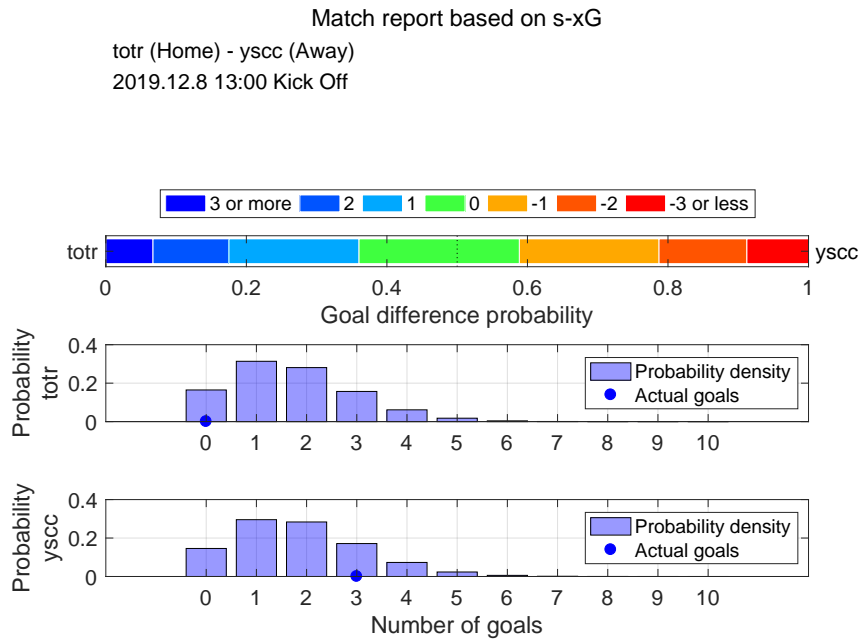 Match report based on s-xG
totr (Home) - yscc (Away)
2019.12.8 13:00 Kick Off
3 or more 2 1 0 -1 -2 -3 or less
totr yscc
0 0.2 0.4 0.6 0.8 1
Goal difference probability
Probability
totr
0.4
0.2
0
Probability density
Actual goals
0 1 2 3 4 5 6 7 8 9 10
Probability
yscc
0.4
0.2
0
Probability density
Actual goals
0 1 2 3 4 5 6 7 8 9 10
Number of goals